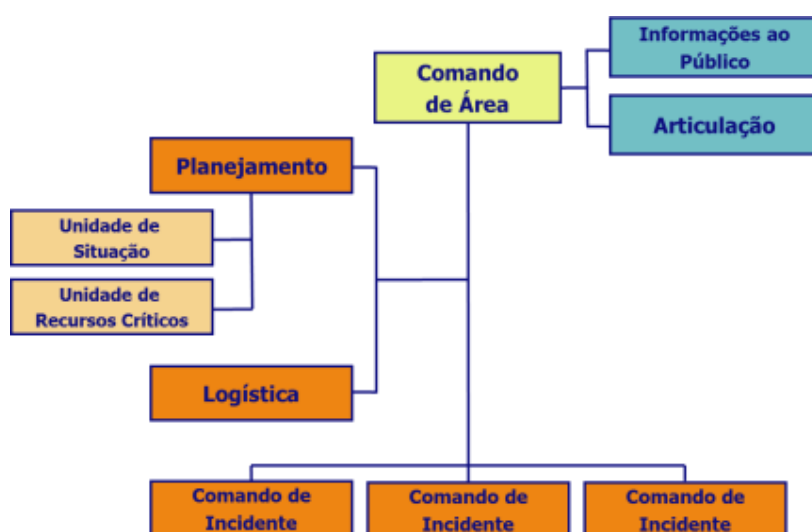 Informações ao
Público
Comando
de Área
Articulação
Planejamento
Unidade de
Situação
Unidade de
Recursos Críticos
Logística
Comando de
Incidente
Comando de
Incidente
Comando de
Incidente